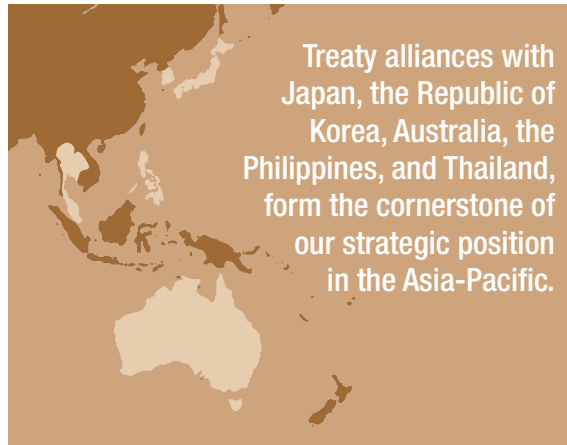 Treaty alliances with
Japan, the Republic of
Korea, Australia, the
Philippines, and Thailand,
form the cornerstone of
our strategic position
in the Asia-Pacific.